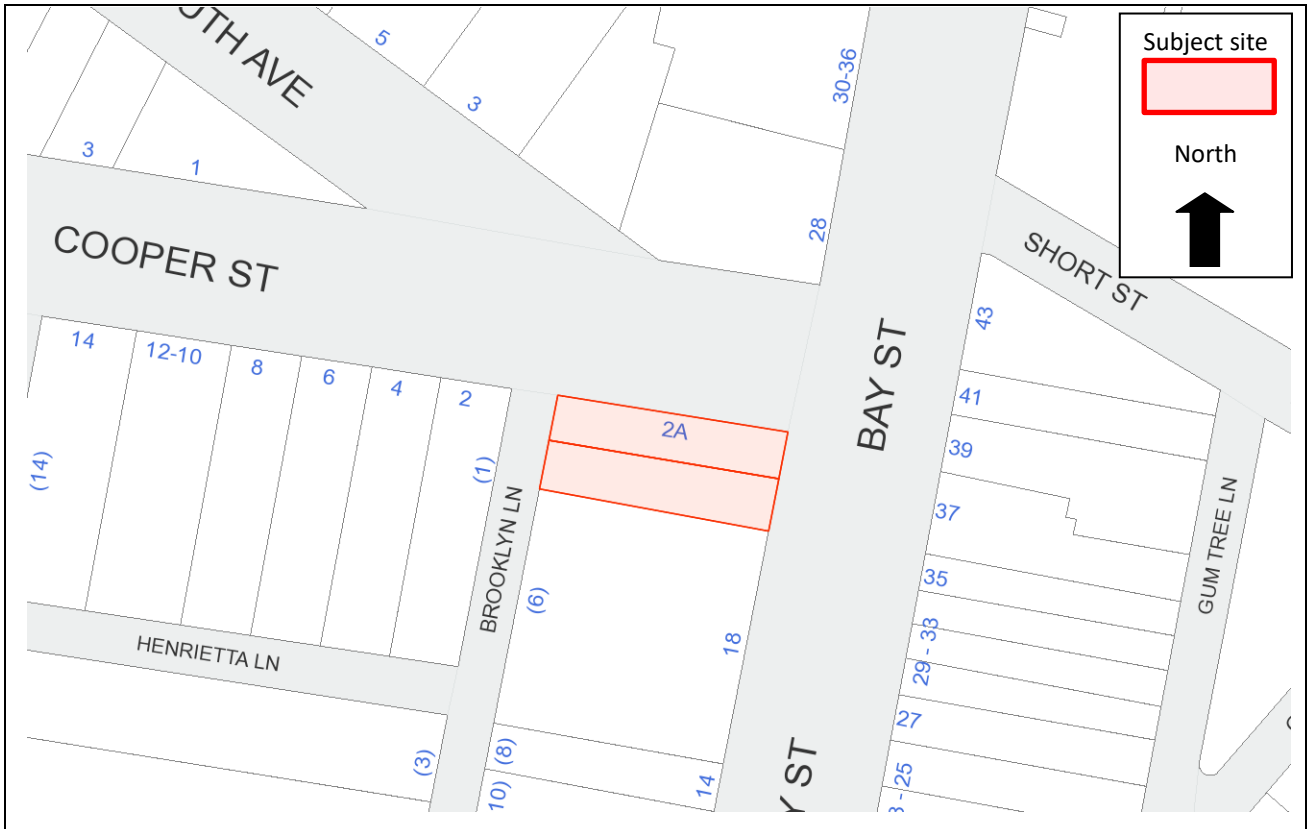 Subject site
North
UTH AVE
5
3
30-36
28
3
1
COOPER ST
SHORT ST
BAY ST
43
41
39
37
35
29 - 33
27
- 25
14
12-10
8
6
4
2
2A
(14)
(1)
BROOKLYN LN
(6)
18
GUM TREE LN
HENRIETTA LN
(3)
(8)
10)
14
Y ST